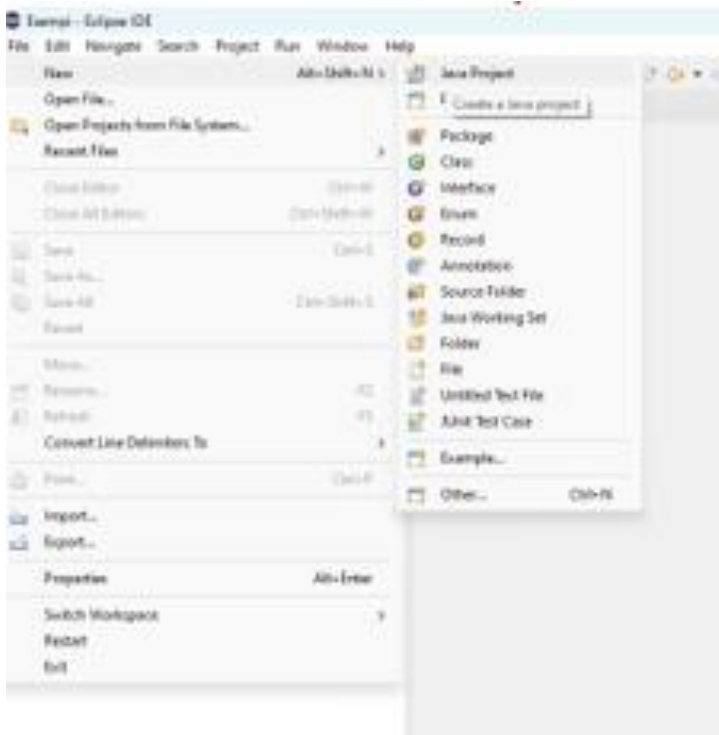 Esempi - Eclipse IDE
File Edit Navigate Search Project Run Window Help
New Alt+Shift+N >
Open File...
Open Projects from File System...
Recent Files >
Close Editor Ctrl+W
Close All Editors Ctrl+Shift+W
Save Ctrl+S
Save As...
Save All Ctrl+Shift+S
Revert
Move...
Rename... F2
Refresh F5
Convert Line Delimiters To >
Print... Ctrl+P
Import...
Export...
Properties Alt+Enter
Switch Workspace >
Restart
Exit
Java Project
Create a Java project
Package
Class
Interface
Enum
Record
Annotation
Source Folder
Java Working Set
Folder
File
Untitled Text File
JUnit Test Case
Example...
Other... Ctrl+N